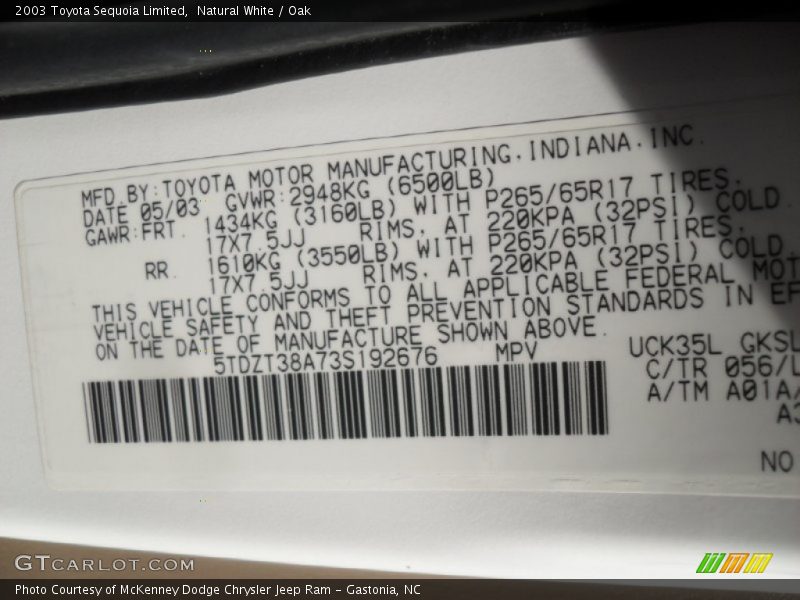 2003 Toyota Sequoia Limited, Natural White / Oak
MFD.BY:TOYOTA MOTOR MANUFACTURING.INDIANA.INC.
DATE 05/03 GVWR:2948KG (6500LB)
GAWR:FRT. 1434KG (3160LB) WITH P265/65R17 TIRES.
17X7.5JJ RIMS. AT 220KPA (32PSI) COLD.
RR. 1610KG (3550LB) WITH P265/65R17 TIRES.
17X7.5JJ RIMS. AT 220KPA (32PSI) COLD.
THIS VEHICLE CONFORMS TO ALL APPLICABLE FEDERAL MOT
VEHICLE SAFETY AND THEFT PREVENTION STANDARDS IN EF
ON THE DATE OF MANUFACTURE SHOWN ABOVE.
5TDZT38A73S192676 MPV
UCK35L GKSL
C/TR 056/L
A/TM A01A/
A3
NO
GTCARLOT.COM
Photo Courtesy of McKenney Dodge Chrysler Jeep Ram - Gastonia, NC